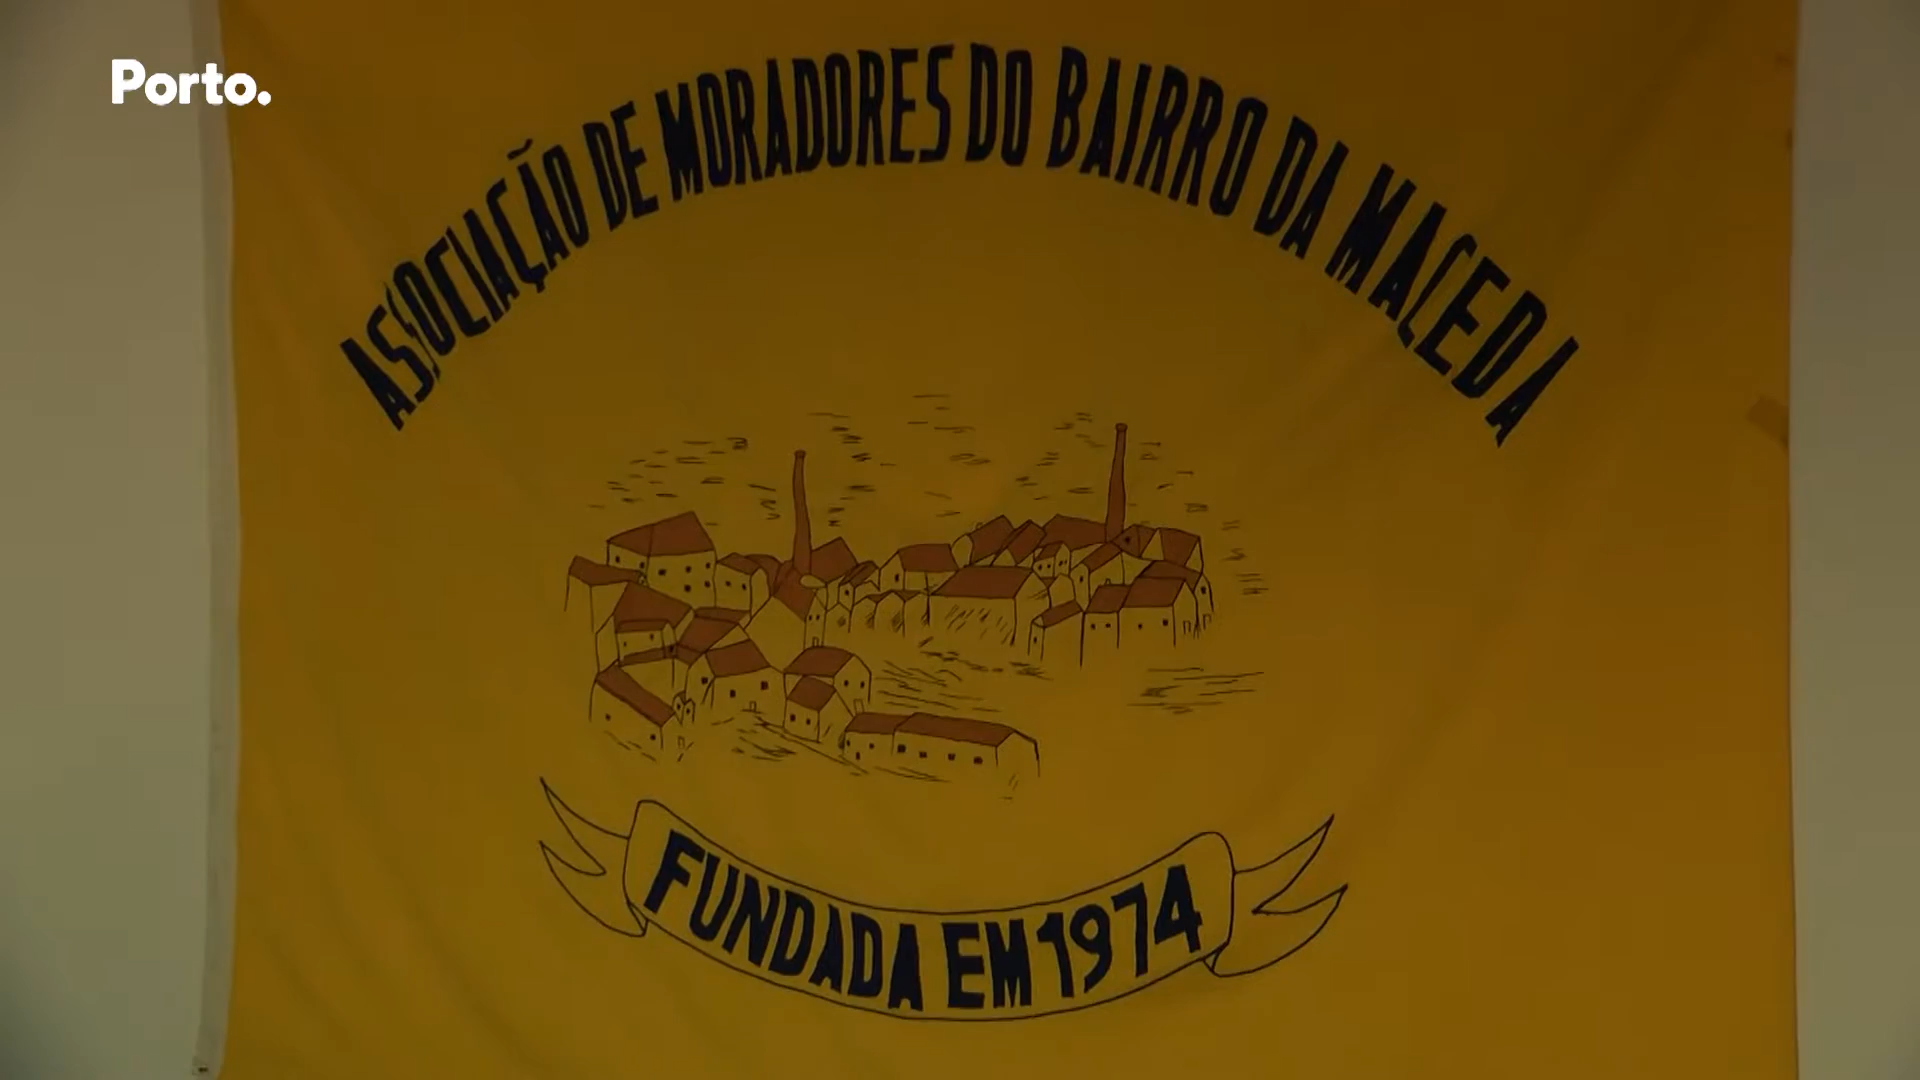 Porto.
ASSOCIAÇÃO DE MORADORES DO BAIRRO DA MACEDA
FUNDADA EM 1974